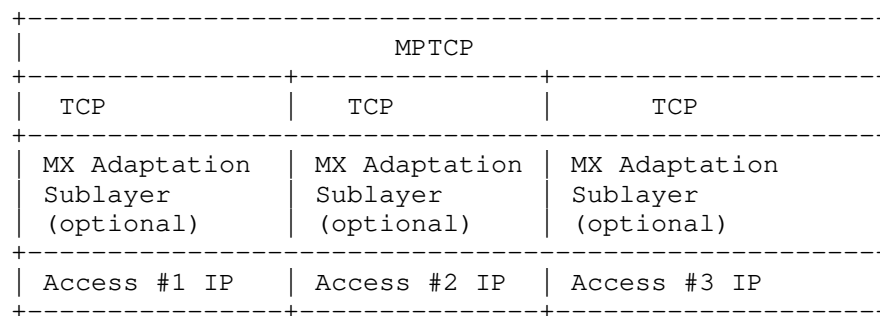 +-----------------------------------------------------
|                       MPTCP
+----------------+---------------+--------------------
|  TCP           |   TCP         |      TCP
+-----------------------------------------------------
| MX Adaptation  | MX Adaptation | MX Adaptation
| Sublayer       | Sublayer      | Sublayer
| (optional)     | (optional)    | (optional)
+-----------------------------------------------------
| Access #1 IP   | Access #2 IP  | Access #3 IP
+----------------+---------------+--------------------